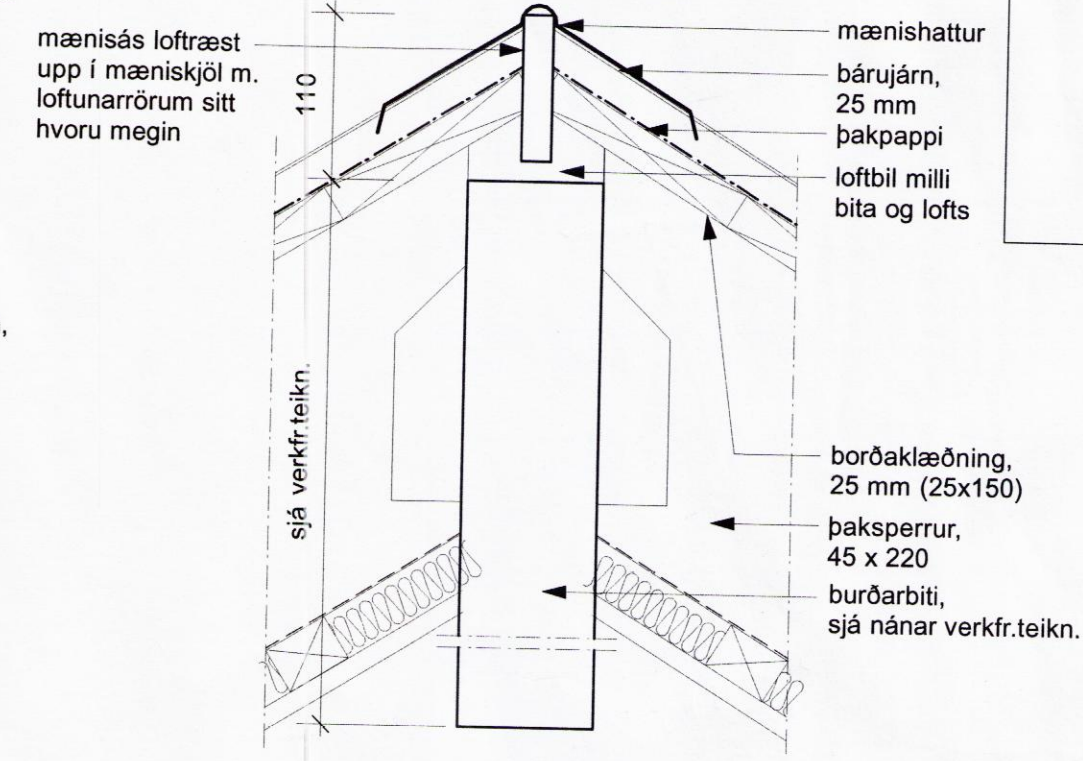 mænisás loftræst
upp í mæniskjöl m.
loftunarrörum sitt
hvoru megin
110
sjá verkfr.teikn.
,
mænishattur
bárujárn,
25 mm
þakpappi
loftbil milli
bita og lofts
borðaklæðning,
25 mm (25x150)
þaksperrur,
45 x 220
burðarbiti,
sjá nánar verkfr.teikn.